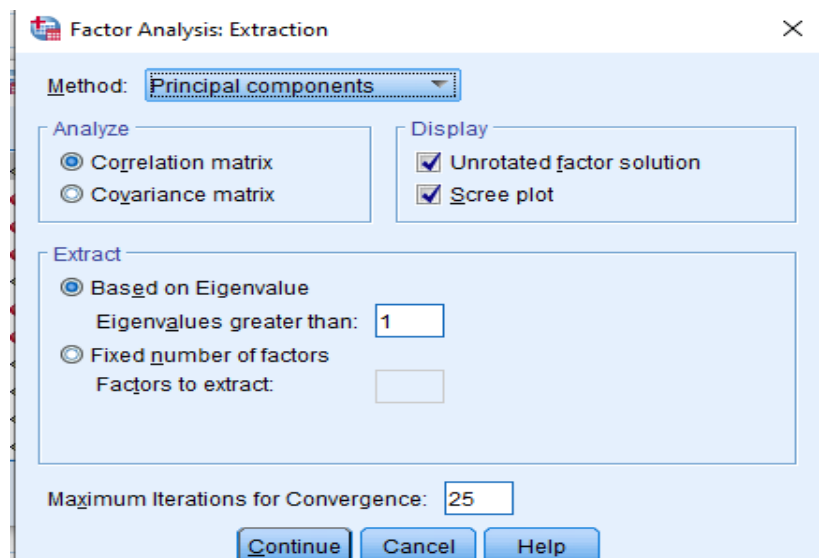 Factor Analysis: Extraction
Method: Principal components
Analyze
Correlation matrix
Covariance matrix
Display
Unrotated factor solution
Scree plot
Extract
Based on Eigenvalue
Eigenvalues greater than: 1
Fixed number of factors
Factors to extract:
Maximum Iterations for Convergence: 25
Continue Cancel Help